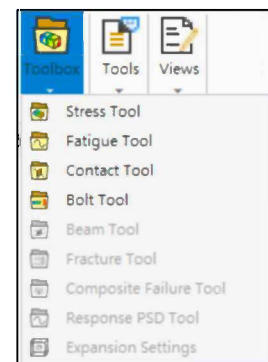 Toolbox Tools Views
Stress Tool
Fatigue Tool
Contact Tool
Bolt Tool
Beam Tool
Fracture Tool
Composite Failure Tool
Response PSD Tool
Expansion Settings